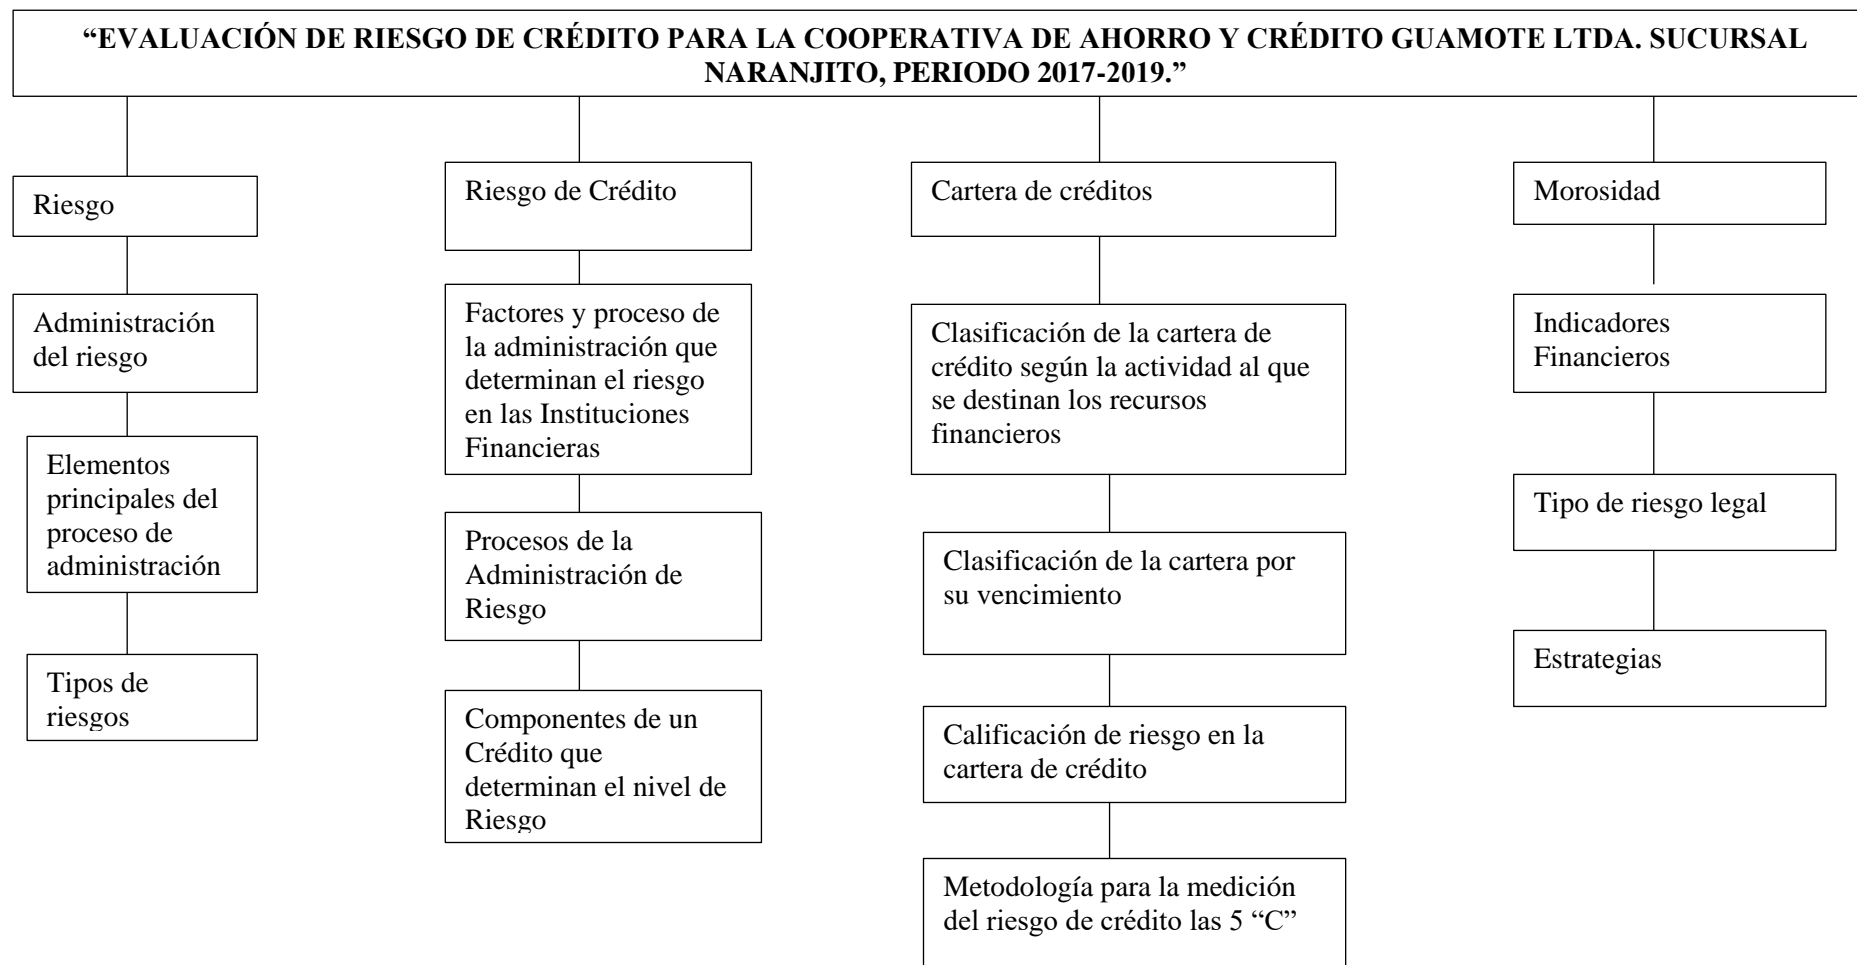 “EVALUACIÓN DE RIESGO DE CRÉDITO PARA LA COOPERATIVA DE AHORRO Y CRÉDITO GUAMOTE LTDA. SUCURSAL
NARANJITO, PERIODO 2017-2019.”
Riesgo
Administración
del riesgo
Elementos
principales del
proceso de
administración
Tipos de
riesgos
Riesgo de Crédito
Factores y proceso de
la administración que
determinan el riesgo
en las Instituciones
Financieras
Procesos de la
Administración de
Riesgo
Componentes de un
Crédito que
determinan el nivel de
Riesgo
Cartera de créditos
Clasificación de la cartera de
crédito según la actividad al que
se destinan los recursos
financieros
Clasificación de la cartera por
su vencimiento
Calificación de riesgo en la
cartera de crédito
Metodología para la medición
del riesgo de crédito las 5 “C”
Morosidad
Indicadores
Financieros
Tipo de riesgo legal
Estrategias